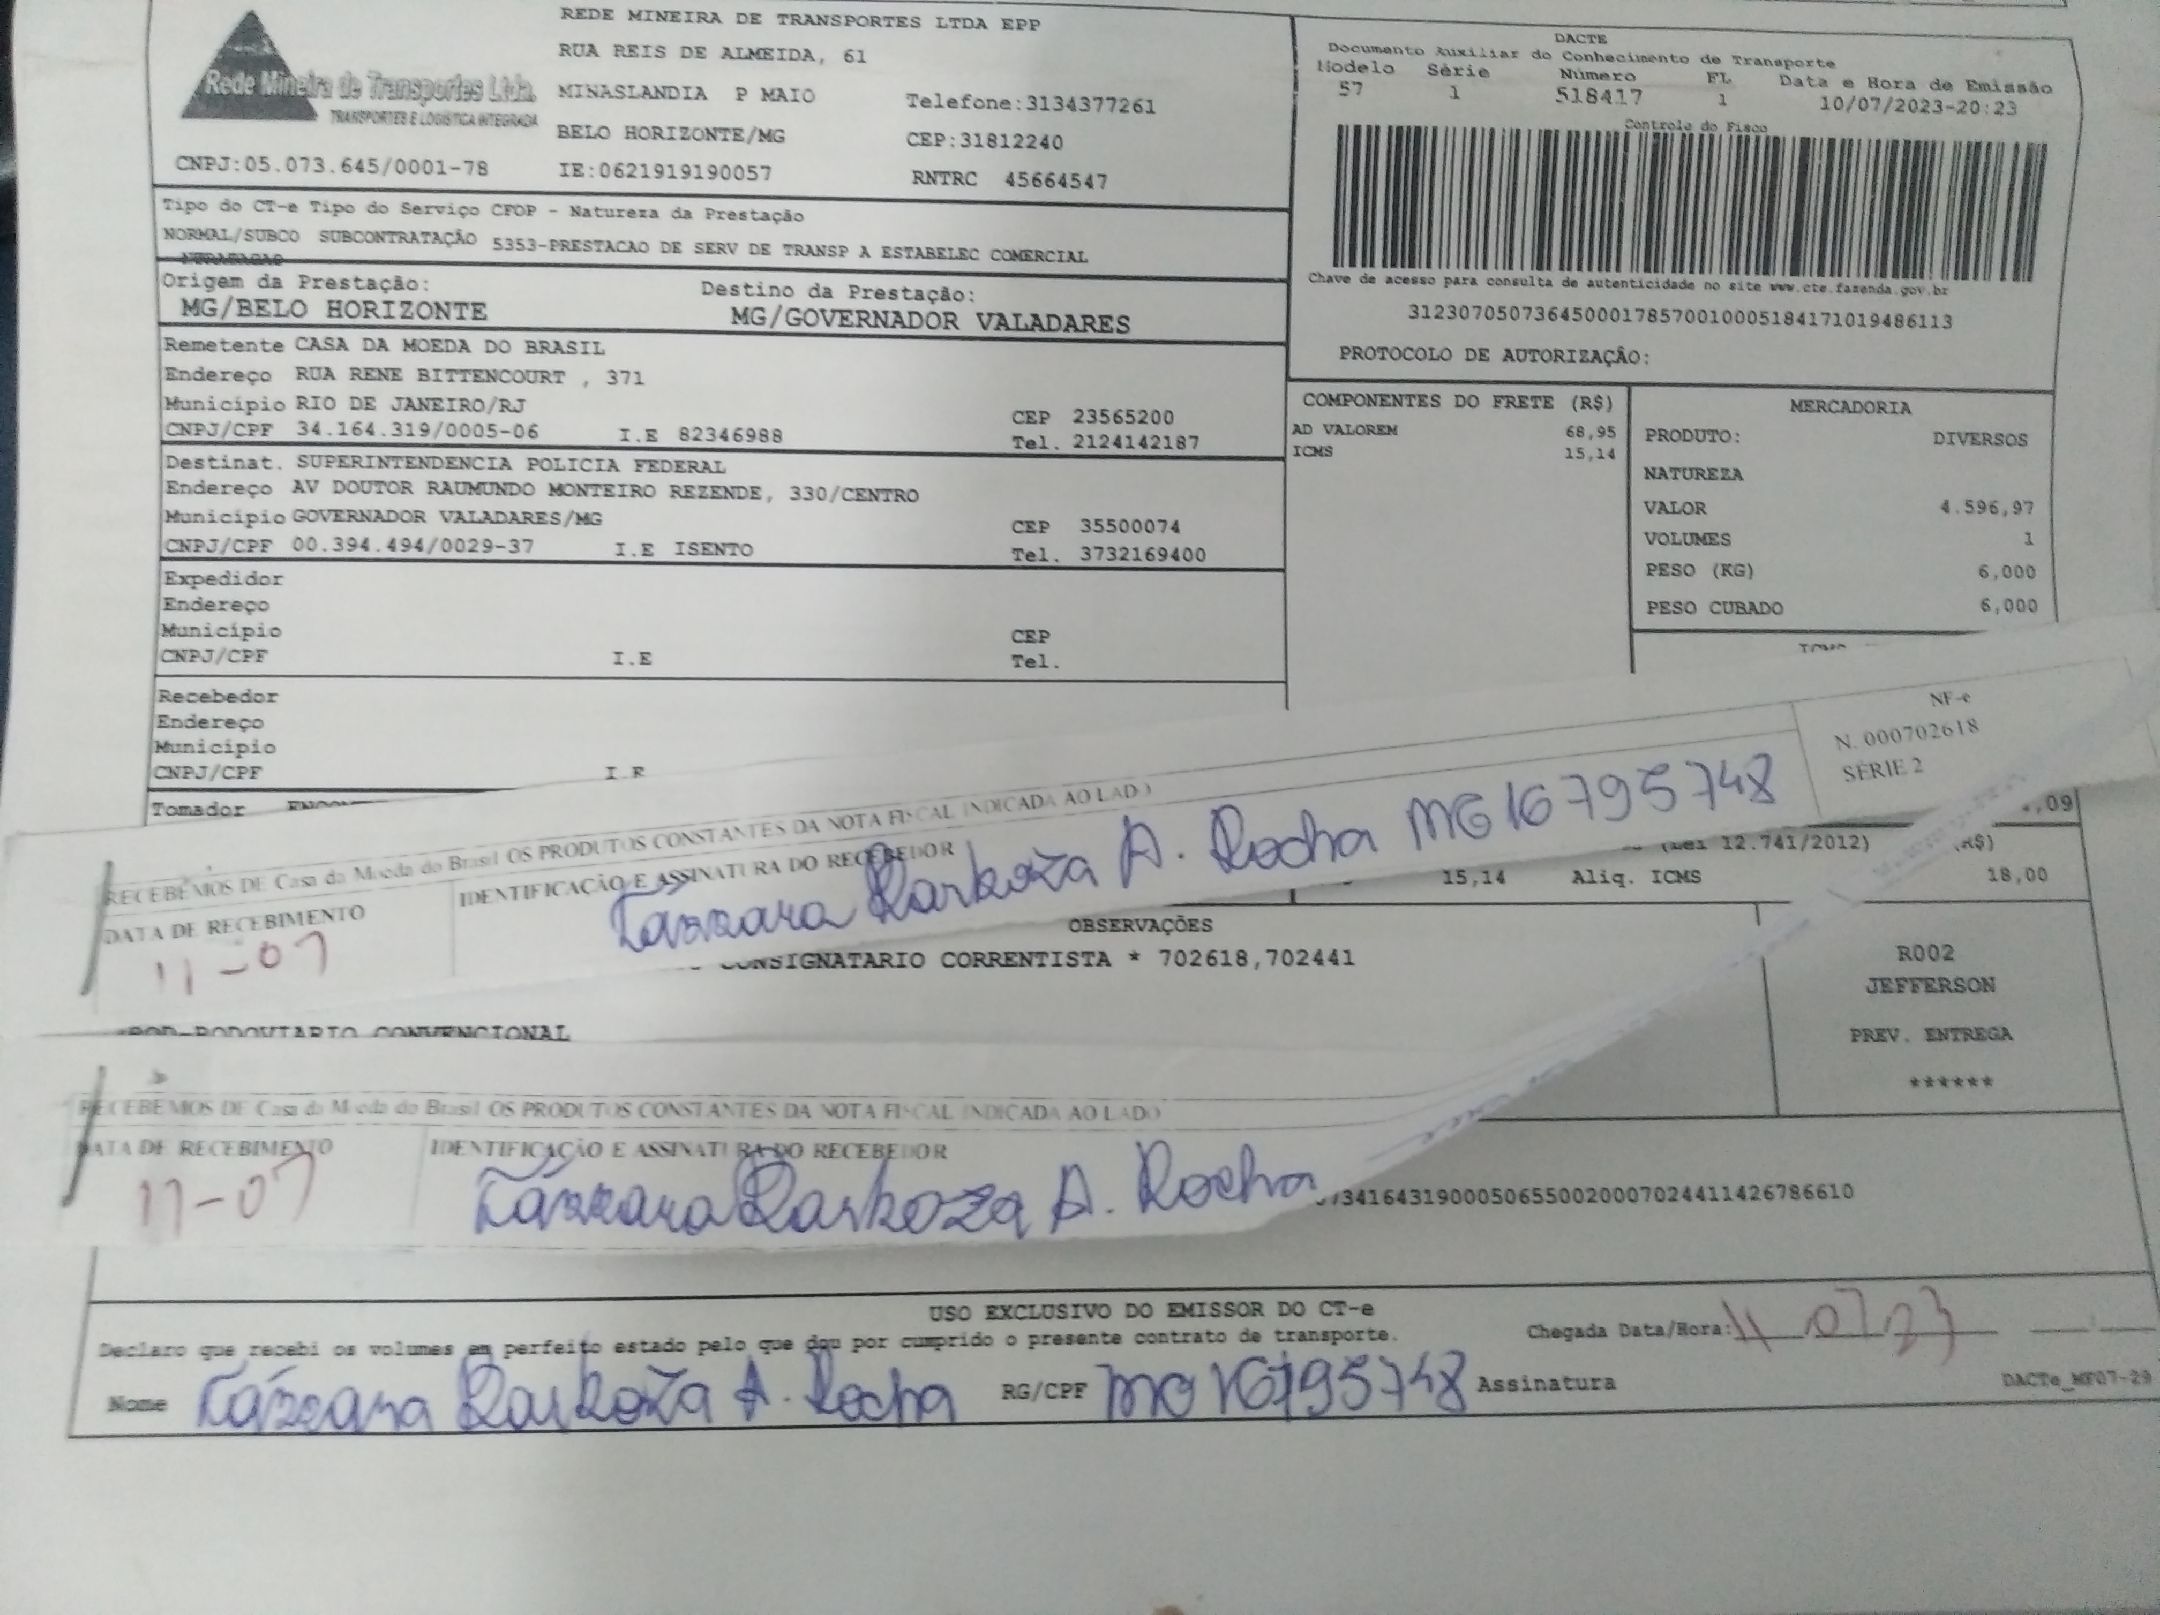 Rede Mineira de Transportes Ltda.
TRANSPORTES E LOGÍSTICA INTEGRADA
CNPJ:05.073.645/0001-78
REDE MINEIRA DE TRANSPORTES LTDA EPP
RUA REIS DE ALMEIDA, 61
MINASLANDIA P MAIO Telefone:3134377261
BELO HORIZONTE/MG CEP:31812240
IE:0621919190057 RNTRC 45664547
DACTE
Documento Auxiliar do Conhecimento de Transporte
Modelo Série Número FL Data e Hora de Emissão
57 1 518417 1 10/07/2023-20:23
Controle do Fisco
Chave de acesso para consulta de autenticidade no site www.cte.fazenda.gov.br
31230705073645000178570010005184171019486113
PROTOCOLO DE AUTORIZAÇÃO:
Tipo do CT-e Tipo do Serviço CFOP - Natureza da Prestação
NORMAL/SUBCO SUBCONTRATAÇÃO 5353-PRESTACAO DE SERV DE TRANSP A ESTABELEC COMERCIAL
Origem da Prestação: Destino da Prestação:
MG/BELO HORIZONTE MG/GOVERNADOR VALADARES
Remetente CASA DA MOEDA DO BRASIL
Endereço RUA RENE BITTENCOURT , 371
Município RIO DE JANEIRO/RJ CEP 23565200
CNPJ/CPF 34.164.319/0005-06 I.E 82346988 Tel. 2124142187
Destinat. SUPERINTENDENCIA POLICIA FEDERAL
Endereço AV DOUTOR RAUMUNDO MONTEIRO REZENDE, 330/CENTRO
Município GOVERNADOR VALADARES/MG CEP 35500074
CNPJ/CPF 00.394.494/0029-37 I.E ISENTO Tel. 3732169400
Expedidor
Endereço
Município CEP
CNPJ/CPF I.E Tel.
Recebedor
Endereço
Município
CNPJ/CPF I.E
Tomador
COMPONENTES DO FRETE (R$)
AD VALOREM 68,95
ICMS 15,14
MERCADORIA
PRODUTO: DIVERSOS
NATUREZA
VALOR 4.596,97
VOLUMES 1
PESO (KG) 6,000
PESO CUBADO 6,000
RECEBEMOS DE Casa da Moeda do Brasil OS PRODUTOS CONSTANTES DA NOTA FISCAL INDICADA AO LADO
DATA DE RECEBIMENTO IDENTIFICAÇÃO E ASSINATURA DO RECEBEDOR
11-07 Barboza A. Rocha MG16795748
NF-e
N. 000702618
SÉRIE 2
,09
(Lei 12.741/2012) (R$)
15,14 Aliq. ICMS 18,00
OBSERVAÇÕES
CONSIGNATARIO CORRENTISTA * 702618,702441
R002
JEFFERSON
PREV. ENTREGA
******
RODOVIARIO CONVENCIONAL
RECEBEMOS DE Casa da Moeda do Brasil OS PRODUTOS CONSTANTES DA NOTA FISCAL INDICADA AO LADO
DATA DE RECEBIMENTO IDENTIFICAÇÃO E ASSINATURA DO RECEBEDOR
11-07 Barboza A. Rocha
734164319000506550020007024411426786610
USO EXCLUSIVO DO EMISSOR DO CT-e
Declaro que recebi os volumes em perfeito estado pelo que dou por cumprido o presente contrato de transporte. Chegada Data/Hora: 11 07 23
Nome Barboza A. Rocha RG/CPF MG16795748 Assinatura
DACTe_MF07-29